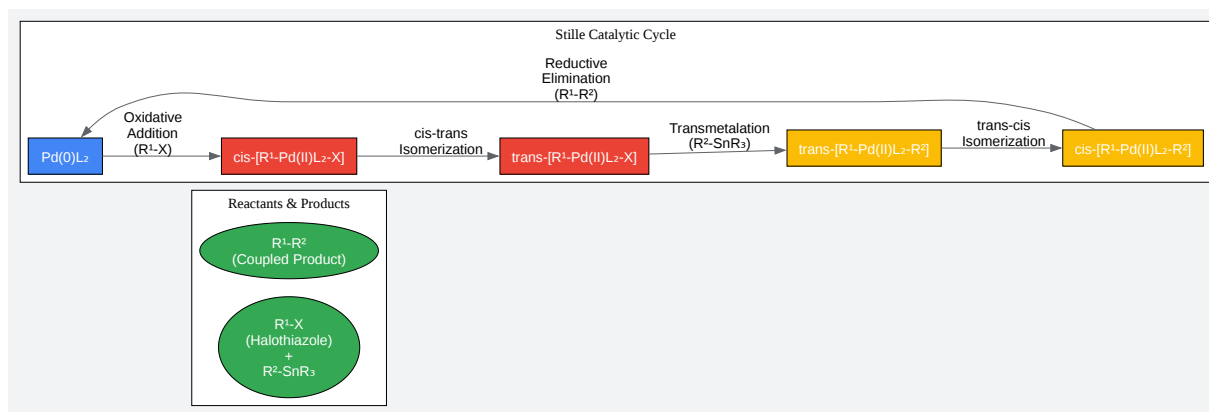 Stille Catalytic Cycle
Reductive
Elimination
(R¹-R²)
Oxidative
Addition
(R¹-X)
cis-trans
Isomerization
Transmetalation
(R²-SnR₃)
trans-cis
Isomerization
Pd(0)L₂
cis-[R¹-Pd(II)L₂-X]
trans-[R¹-Pd(II)L₂-X]
trans-[R¹-Pd(II)L₂-R²]
cis-[R¹-Pd(II)L₂-R²]
Reactants & Products
R¹-R²
(Coupled Product)
R¹-X
(Halothiazole)
+
R²-SnR₃